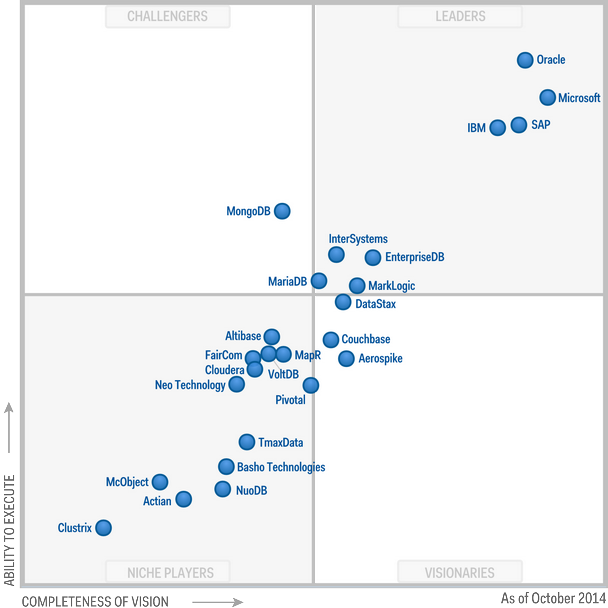 CHALLENGERS
LEADERS
Oracle
Microsoft
IBM
SAP
MongoDB
InterSystems
EnterpriseDB
MariaDB
MarkLogic
DataStax
Altibase
Couchbase
FairCom
MapR
Aerospike
Cloudera
VoltDB
Neo Technology
Pivotal
TmaxData
Basho Technologies
McObject
NuoDB
Actian
Clustrix
NICHE PLAYERS
VISIONARIES
ABILITY TO EXECUTE
COMPLETENESS OF VISION
As of October 2014